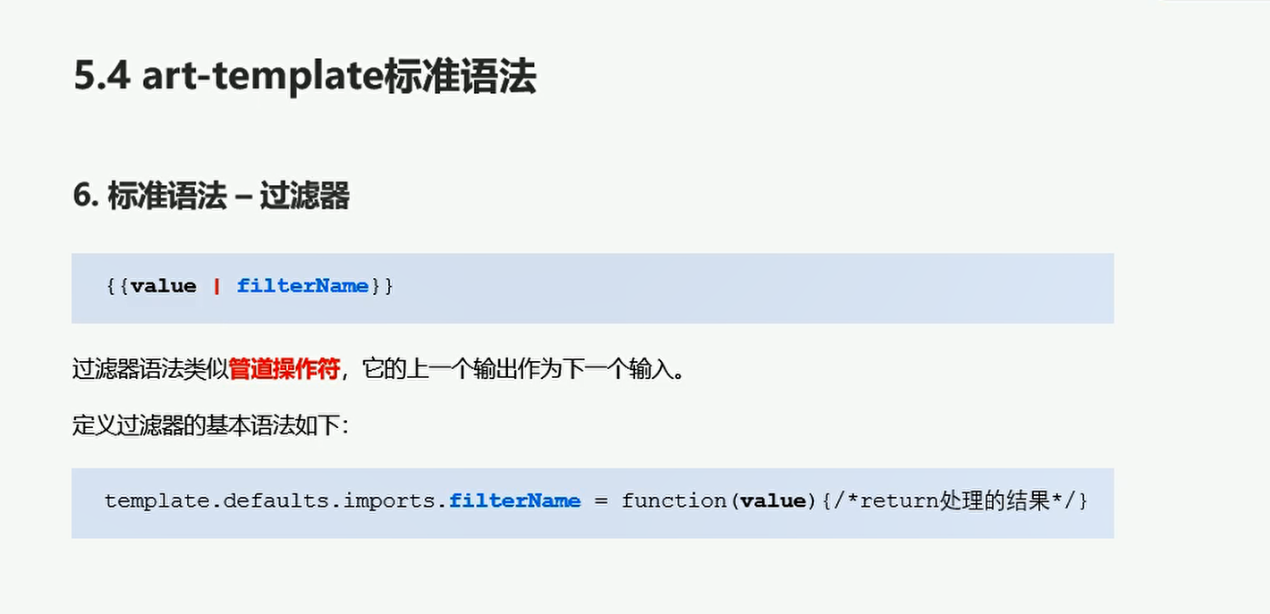 5.4 art-template标准语法
6. 标准语法 – 过滤器
{{value | filterName}}
过滤器语法类似管道操作符，它的上一个输出作为下一个输入。
定义过滤器的基本语法如下：
template.defaults.imports.filterName = function(value){/*return处理的结果*/}